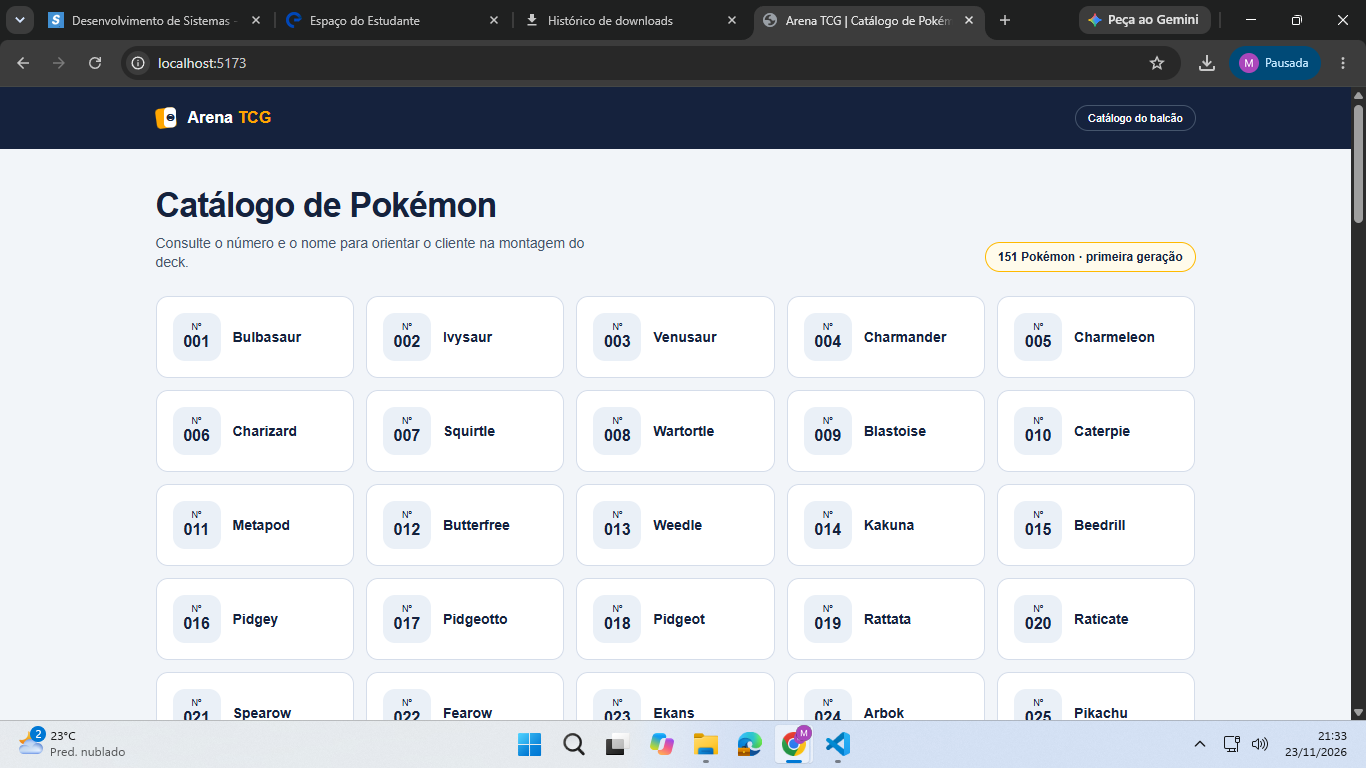 Desenvolvimento de Sistemas -
Espaço do Estudante
Histórico de downloads
Arena TCG | Catálogo de Pokém
Peça ao Gemini
localhost:5173
M
Pausada
Arena TCG
Catálogo do balcão
Catálogo de Pokémon
Consulte o número e o nome para orientar o cliente na montagem do
deck.
151 Pokémon · primeira geração
Nº
001
Bulbasaur
Nº
002
Ivysaur
Nº
003
Venusaur
Nº
004
Charmander
Nº
005
Charmeleon
Nº
006
Charizard
Nº
007
Squirtle
Nº
008
Wartortle
Nº
009
Blastoise
Nº
010
Caterpie
Nº
011
Metapod
Nº
012
Butterfree
Nº
013
Weedle
Nº
014
Kakuna
Nº
015
Beedrill
Nº
016
Pidgey
Nº
017
Pidgeotto
Nº
018
Pidgeot
Nº
019
Rattata
Nº
020
Raticate
Nº
021
Spearow
Nº
022
Fearow
Nº
023
Ekans
Nº
024
Arbok
Nº
025
Pikachu
2
23°C
Pred. nublado
M
21:33
23/11/2026